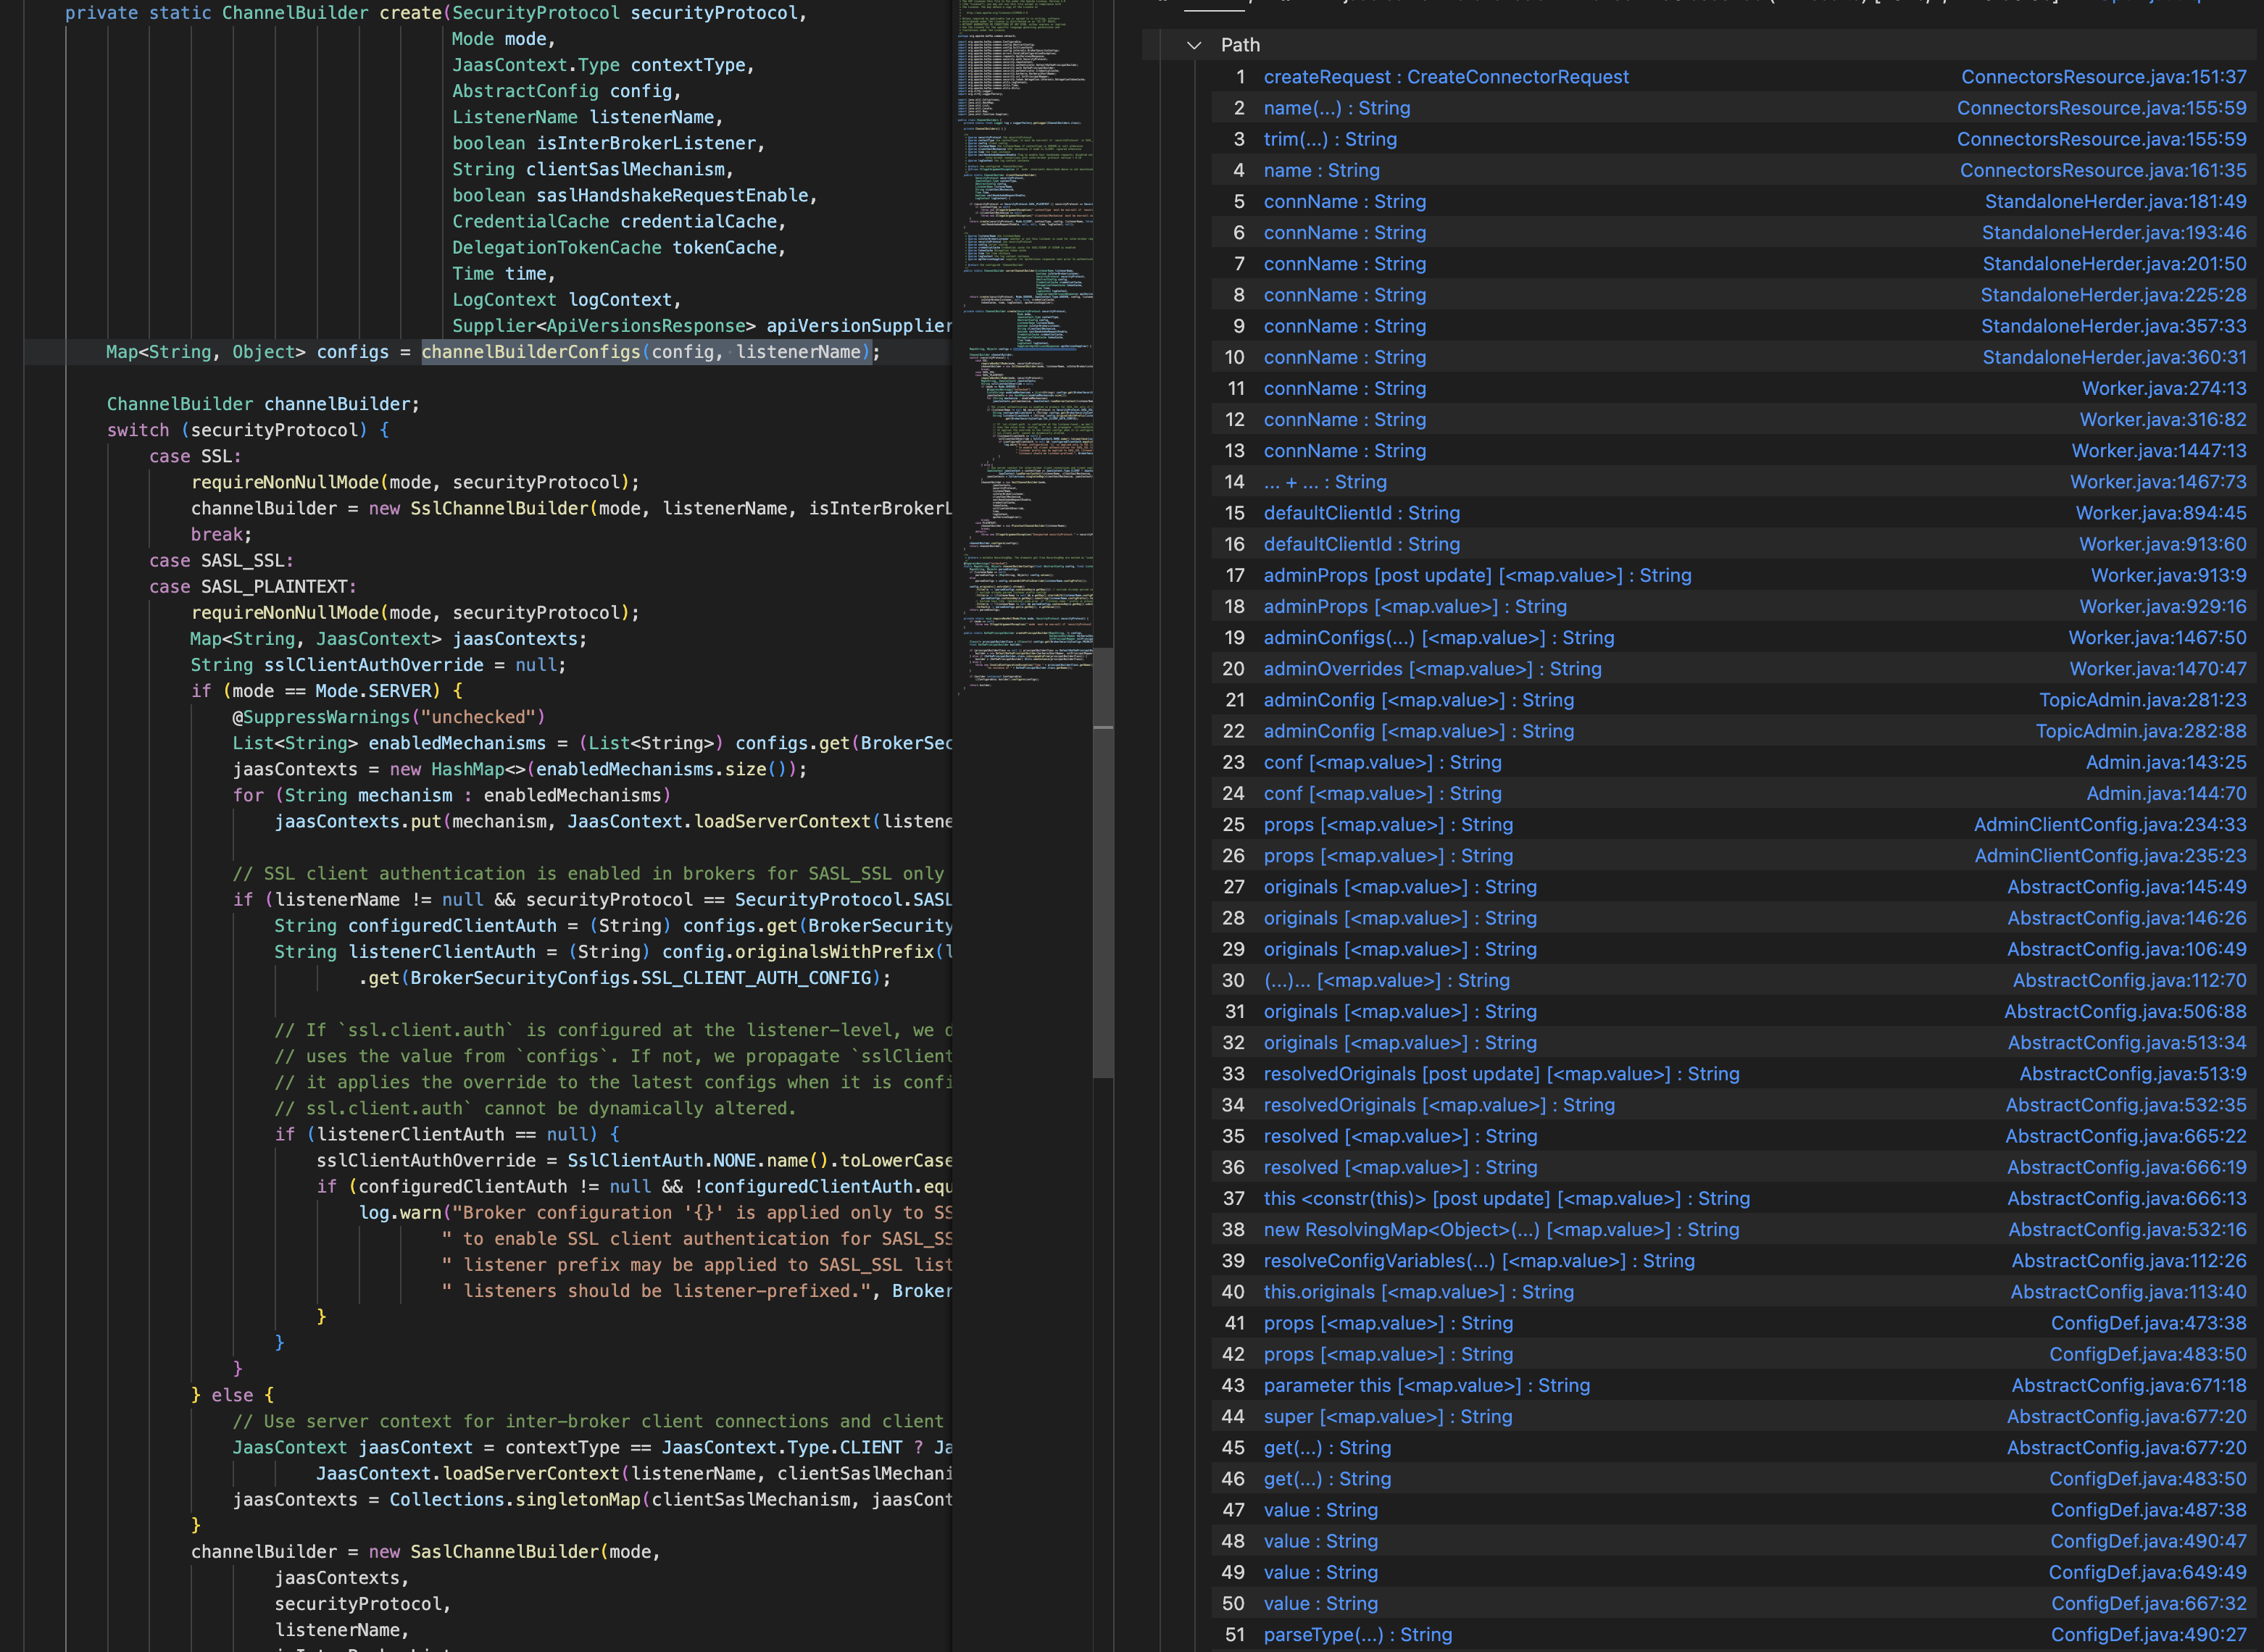 private static ChannelBuilder create(SecurityProtocol securityProtocol,
Mode mode,
JaasContext.Type contextType,
AbstractConfig config,
ListenerName listenerName,
boolean isInterBrokerListener,
String clientSaslMechanism,
boolean saslHandshakeRequestEnable,
CredentialCache credentialCache,
DelegationTokenCache tokenCache,
Time time,
LogContext logContext,
Supplier<ApiVersionsResponse> apiVersionSupplier
Map<String, Object> configs = channelBuilderConfigs(config, listenerName);
ChannelBuilder channelBuilder;
switch (securityProtocol) {
case SSL:
requireNonNullMode(mode, securityProtocol);
channelBuilder = new SslChannelBuilder(mode, listenerName, isInterBrokerL
break;
case SASL_SSL:
case SASL_PLAINTEXT:
requireNonNullMode(mode, securityProtocol);
Map<String, JaasContext> jaasContexts;
String sslClientAuthOverride = null;
if (mode == Mode.SERVER) {
@SuppressWarnings("unchecked")
List<String> enabledMechanisms = (List<String>) configs.get(BrokerSec
jaasContexts = new HashMap<>(enabledMechanisms.size());
for (String mechanism : enabledMechanisms)
jaasContexts.put(mechanism, JaasContext.loadServerContext(listene
// SSL client authentication is enabled in brokers for SASL_SSL only
if (listenerName != null && securityProtocol == SecurityProtocol.SASL
String configuredClientAuth = (String) configs.get(BrokerSecurity
String listenerClientAuth = (String) config.originalsWithPrefix(l
.get(BrokerSecurityConfigs.SSL_CLIENT_AUTH_CONFIG);
// If `ssl.client.auth` is configured at the listener-level, we d
// uses the value from `configs`. If not, we propagate `sslClient
// it applies the override to the latest configs when it is confi
// ssl.client.auth` cannot be dynamically altered.
if (listenerClientAuth == null) {
sslClientAuthOverride = SslClientAuth.NONE.name().toLowerCase
if (configuredClientAuth != null && !configuredClientAuth.equ
log.warn("Broker configuration '{}' is applied only to SS
" to enable SSL client authentication for SASL_SS
" listener prefix may be applied to SASL_SSL list
" listeners should be listener-prefixed.", Broker
}
}
}
} else {
// Use server context for inter-broker client connections and client
JaasContext jaasContext = contextType == JaasContext.Type.CLIENT ? Ja
JaasContext.loadServerContext(listenerName, clientSaslMechani
jaasContexts = Collections.singletonMap(clientSaslMechanism, jaasCont
}
channelBuilder = new SaslChannelBuilder(mode,
jaasContexts,
securityProtocol,
listenerName,
Path
1 createRequest : CreateConnectorRequest ConnectorsResource.java:151:37
2 name(...) : String ConnectorsResource.java:155:59
3 trim(...) : String ConnectorsResource.java:155:59
4 name : String ConnectorsResource.java:161:35
5 connName : String StandaloneHerder.java:181:49
6 connName : String StandaloneHerder.java:193:46
7 connName : String StandaloneHerder.java:201:50
8 connName : String StandaloneHerder.java:225:28
9 connName : String StandaloneHerder.java:357:33
10 connName : String StandaloneHerder.java:360:31
11 connName : String Worker.java:274:13
12 connName : String Worker.java:316:82
13 connName : String Worker.java:1447:13
14 ... + ... : String Worker.java:1467:73
15 defaultClientId : String Worker.java:894:45
16 defaultClientId : String Worker.java:913:60
17 adminProps [post update] [<map.value>] : String Worker.java:913:9
18 adminProps [<map.value>] : String Worker.java:929:16
19 adminConfigs(...) [<map.value>] : String Worker.java:1467:50
20 adminOverrides [<map.value>] : String Worker.java:1470:47
21 adminConfig [<map.value>] : String TopicAdmin.java:281:23
22 adminConfig [<map.value>] : String TopicAdmin.java:282:88
23 conf [<map.value>] : String Admin.java:143:25
24 conf [<map.value>] : String Admin.java:144:70
25 props [<map.value>] : String AdminClientConfig.java:234:33
26 props [<map.value>] : String AdminClientConfig.java:235:23
27 originals [<map.value>] : String AbstractConfig.java:145:49
28 originals [<map.value>] : String AbstractConfig.java:146:26
29 originals [<map.value>] : String AbstractConfig.java:106:49
30 (...)... [<map.value>] : String AbstractConfig.java:112:70
31 originals [<map.value>] : String AbstractConfig.java:506:88
32 originals [<map.value>] : String AbstractConfig.java:513:34
33 resolvedOriginals [post update] [<map.value>] : String AbstractConfig.java:513:9
34 resolvedOriginals [<map.value>] : String AbstractConfig.java:532:35
35 resolved [<map.value>] : String AbstractConfig.java:665:22
36 resolved [<map.value>] : String AbstractConfig.java:666:19
37 this <constr(this)> [post update] [<map.value>] : String AbstractConfig.java:666:13
38 new ResolvingMap<Object>(...) [<map.value>] : String AbstractConfig.java:532:16
39 resolveConfigVariables(...) [<map.value>] : String AbstractConfig.java:112:26
40 this.originals [<map.value>] : String AbstractConfig.java:113:40
41 props [<map.value>] : String ConfigDef.java:473:38
42 props [<map.value>] : String ConfigDef.java:483:50
43 parameter this [<map.value>] : String AbstractConfig.java:671:18
44 super [<map.value>] : String AbstractConfig.java:677:20
45 get(...) : String AbstractConfig.java:677:20
46 get(...) : String ConfigDef.java:483:50
47 value : String ConfigDef.java:487:38
48 value : String ConfigDef.java:490:47
49 value : String ConfigDef.java:649:49
50 value : String ConfigDef.java:667:32
51 parseType(...) : String ConfigDef.java:490:27